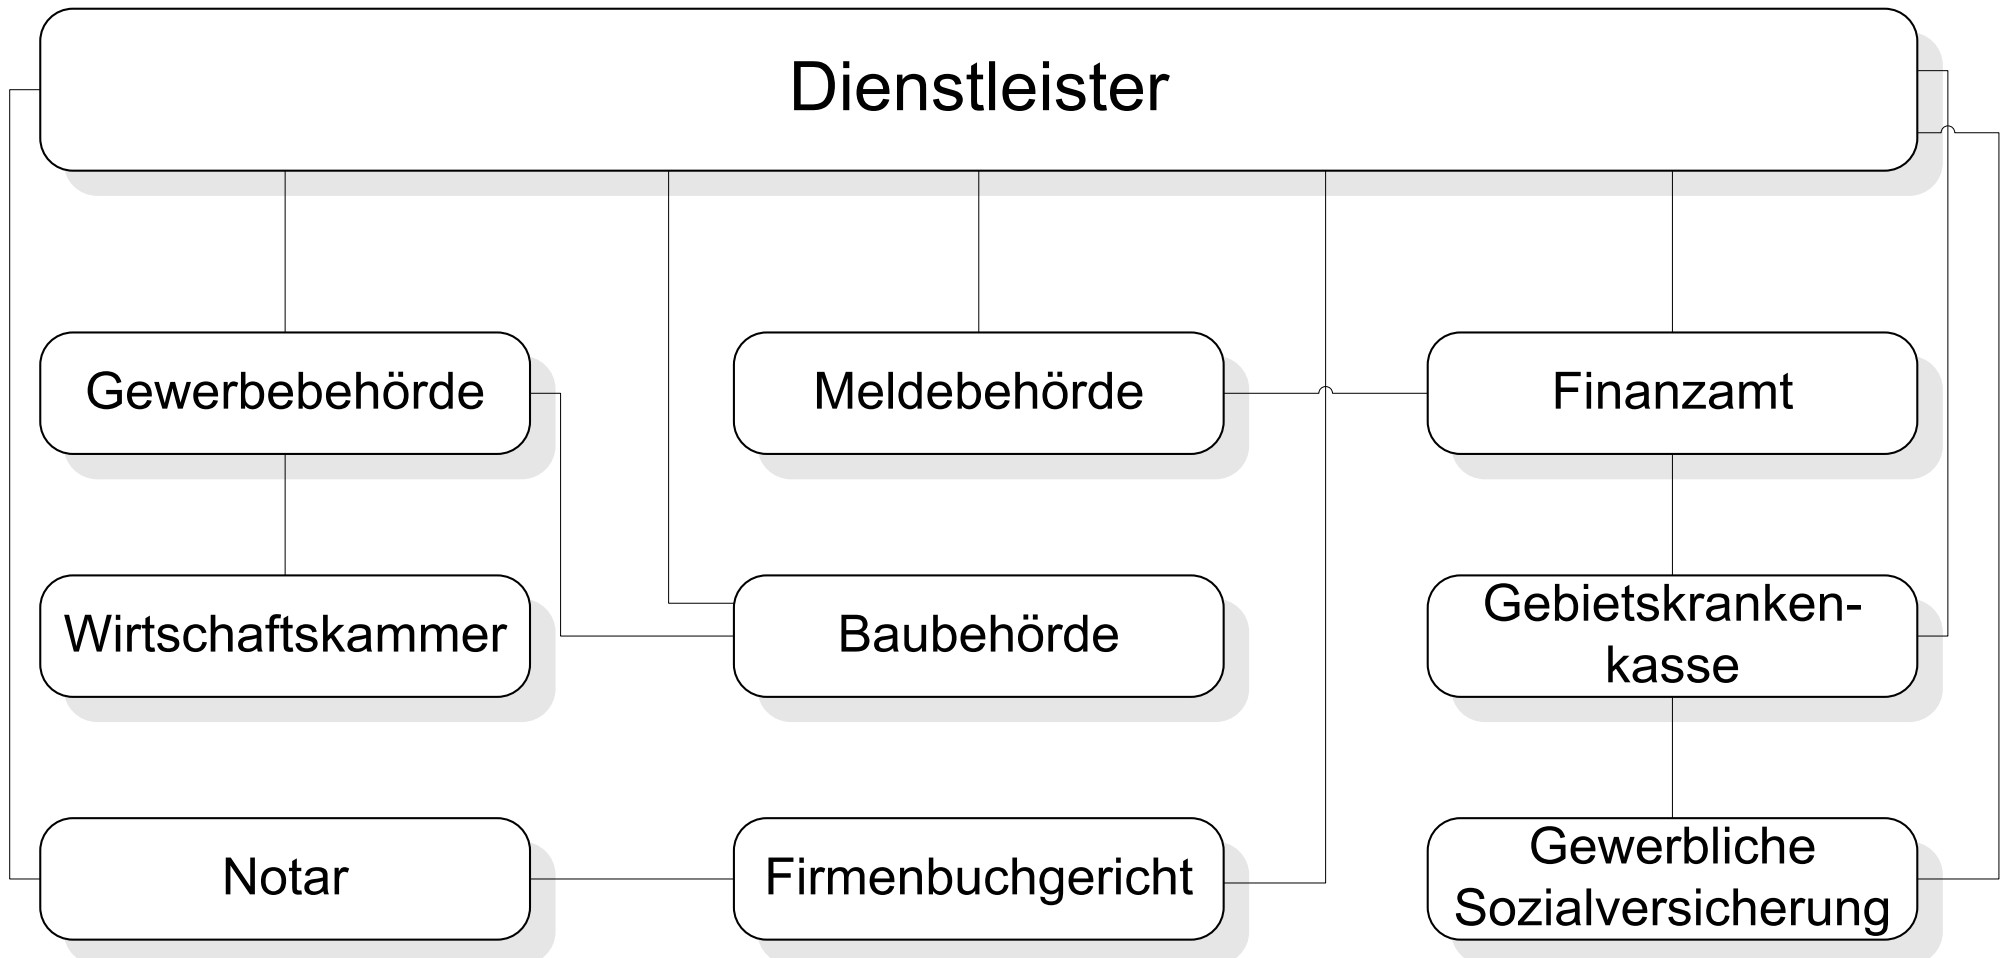 Dienstleister
Gewerbebehörde
Meldebehörde
Finanzamt
Wirtschaftskammer
Baubehörde
Gebietskranken-
kasse
Notar
Firmenbuchgericht
Gewerbliche
Sozialversicherung